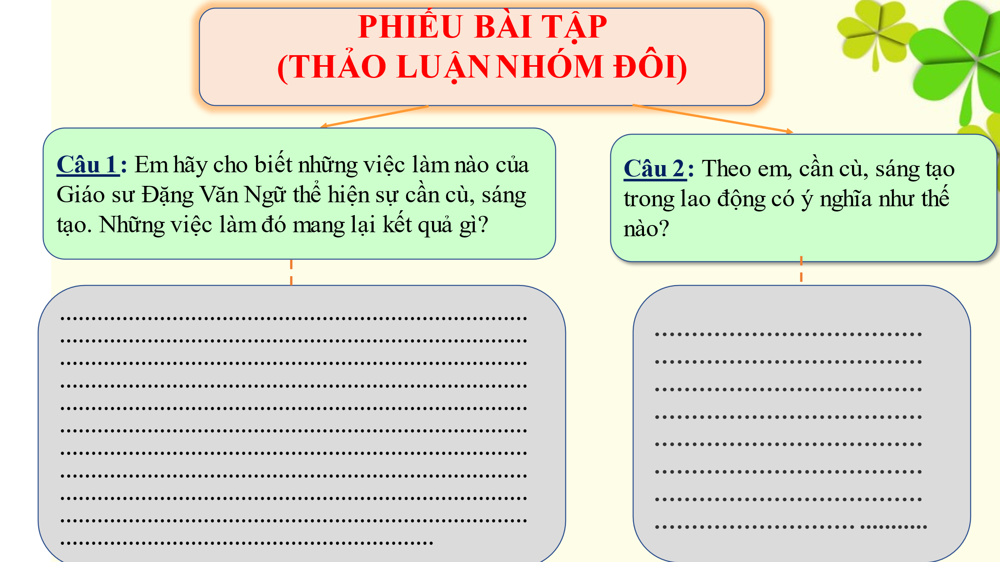 PHIẾU BÀI TẬP
(THẢO LUẬN NHÓM ĐÔI)
Câu 1: Em hãy cho biết những việc làm nào của
Giáo sư Đặng Văn Ngữ thể hiện sự cần cù, sáng
tạo. Những việc làm đó mang lại kết quả gì?
Câu 2: Theo em, cần cù, sáng tạo
trong lao động có ý nghĩa như thế
nào?